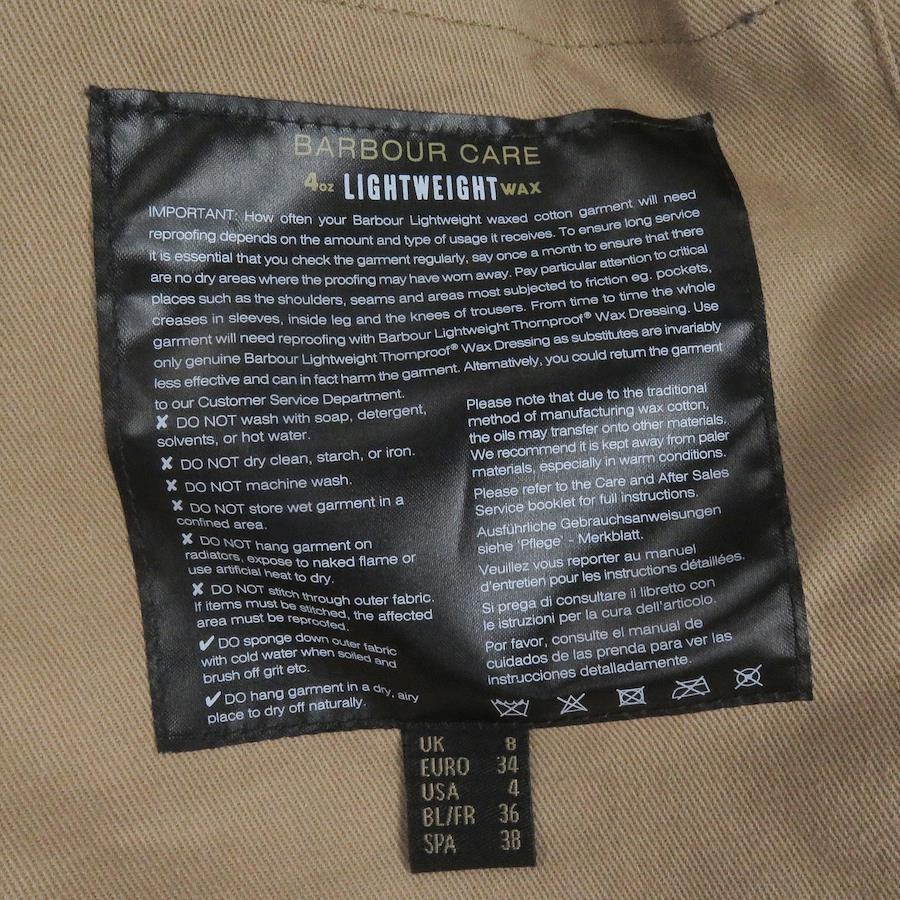 BARBOUR CARE
4oz LIGHTWEIGHT WAX
IMPORTANT: How often your Barbour Lightweight waxed cotton garment will need
reproofing depends on the amount and type of usage it receives. To ensure long service
it is essential that you check the garment regularly, say once a month to ensure that there
are no dry areas where the proofing may have worn away. Pay particular attention to critical
places such as the shoulders, seams and areas most subjected to friction eg. pockets,
creases in sleeves, inside leg and the knees of trousers. From time to time the whole
garment will need reproofing with Barbour Lightweight Thornproof® Wax Dressing. Use
only genuine Barbour Lightweight Thornproof® Wax Dressing as substitutes are invariably
less effective and can in fact harm the garment. Alternatively, you could return the garment
to our Customer Service Department.
✘ DO NOT wash with soap, detergent,
solvents, or hot water.
✘ DO NOT dry clean, starch, or iron.
✘ DO NOT machine wash.
✘ DO NOT store wet garment in a
confined area.
✘ DO NOT hang garment on
radiators, expose to naked flame or
use artificial heat to dry.
✘ DO NOT stitch through outer fabric.
If items must be stitched, the affected
area must be reproofed.
✔ DO sponge down outer fabric
with cold water when soiled and
brush off grit etc.
✔ DO hang garment in a dry, airy
place to dry off naturally.
Please note that due to the traditional
method of manufacturing wax cotton,
the oils may transfer onto other materials.
We recommend it is kept away from paler
materials, especially in warm conditions.
Please refer to the Care and After Sales
Service booklet for full instructions.
Ausführliche Gebrauchsanweisungen
siehe 'Pflege' - Merkblatt.
Veuillez vous reporter au manuel
d'entretien pour les instructions détaillées.
Si prega di consultare il libretto con
le istruzioni per la cura dell'articolo.
Por favor, consulte el manual de
cuidados de las prenda para ver las
instrucciones detalladamente.
UK 8
EURO 34
USA 4
BL/FR 36
SPA 38